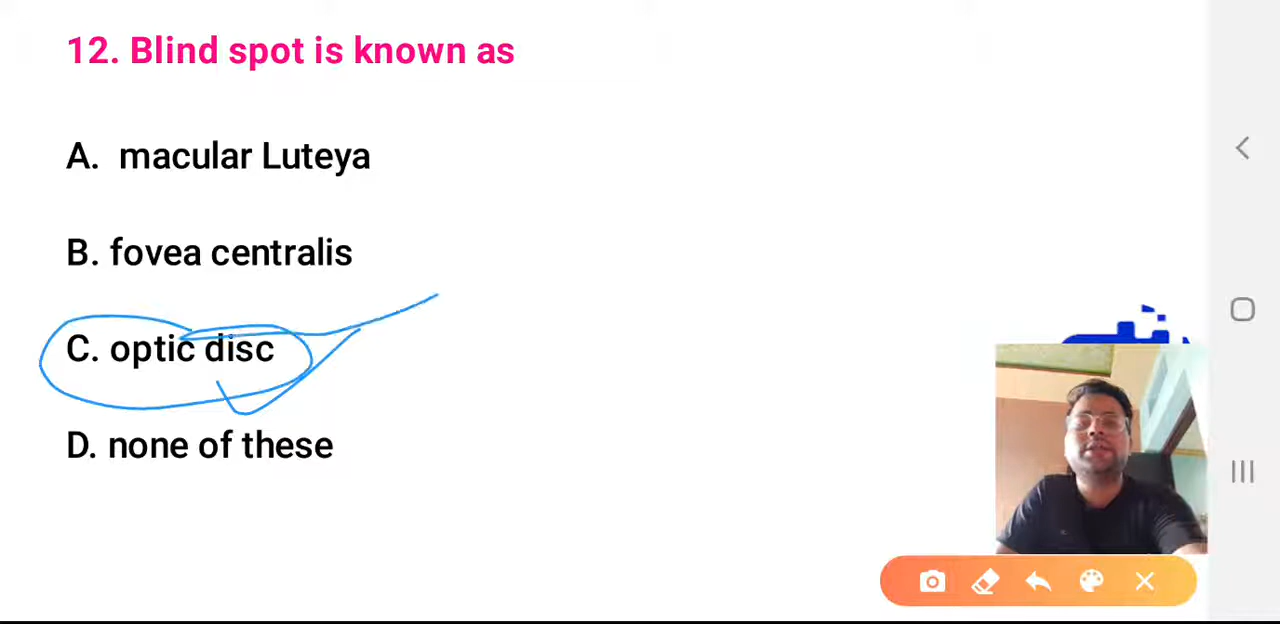 12. Blind spot is known as
A. macular Luteya
B. fovea centralis
C. optic disc
D. none of these